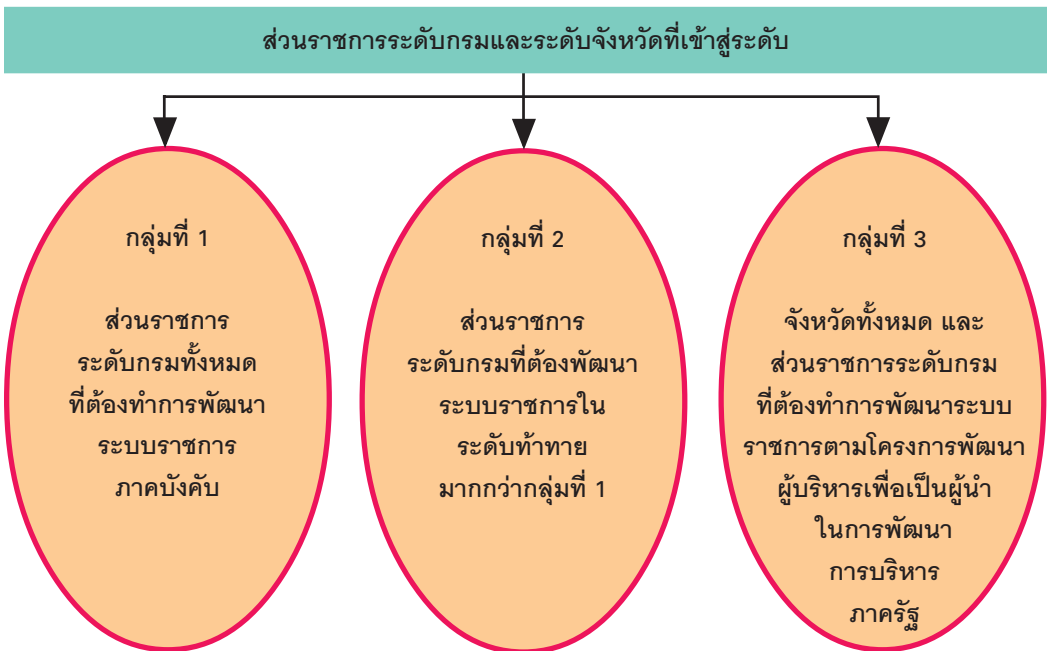 ส่วนราชการระดับกรมและระดับจังหวัดที่เข้าสู่ระดับ
กลุ่มที่ 1
ส่วนราชการ
ระดับกรมทั้งหมด
ที่ต้องทำการพัฒนา
ระบบราชการ
ภาคบังคับ
กลุ่มที่ 2
ส่วนราชการ
ระดับกรมที่ต้องพัฒนา
ระบบราชการใน
ระดับท้าทาย
มากกว่ากลุ่มที่ 1
กลุ่มที่ 3
จังหวัดทั้งหมด และ
ส่วนราชการระดับกรม
ที่ต้องทำการพัฒนาระบบ
ราชการตามโครงการพัฒนา
ผู้บริหารเพื่อเป็นผู้นำ
ในการพัฒนา
การบริหาร
ภาครัฐ